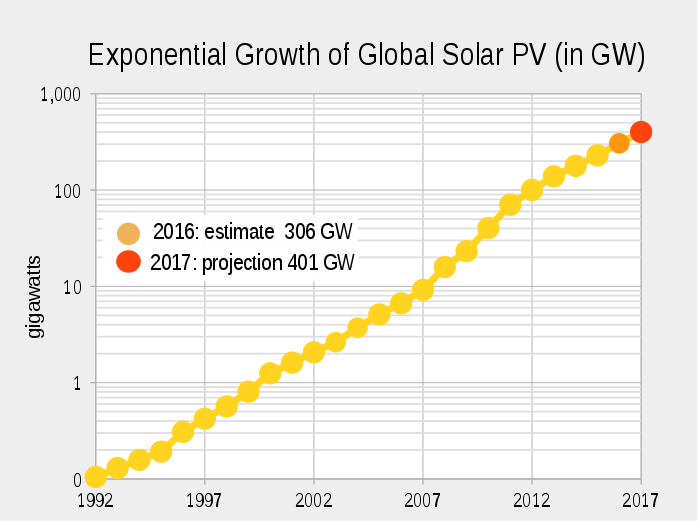 Exponential Growth of Global Solar PV (in GW)
1,000
100
2016: estimate 306 GW
2017: projection 401 GW
10
gigawatts
1
0
1992 1997 2002 2007 2012 2017